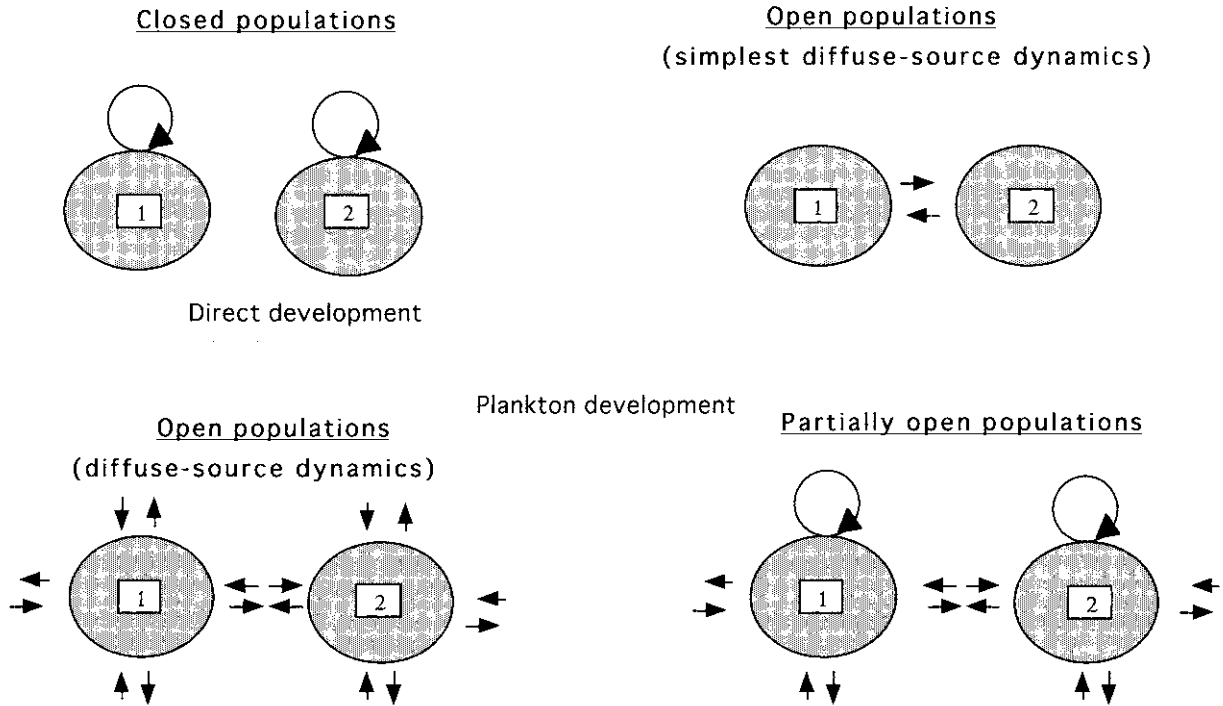 Closed populations
1
2
Direct development
Open populations
(simplest diffuse-source dynamics)
1
2
Plankton development
Open populations
(diffuse-source dynamics)
1
2
Partially open populations
1
2